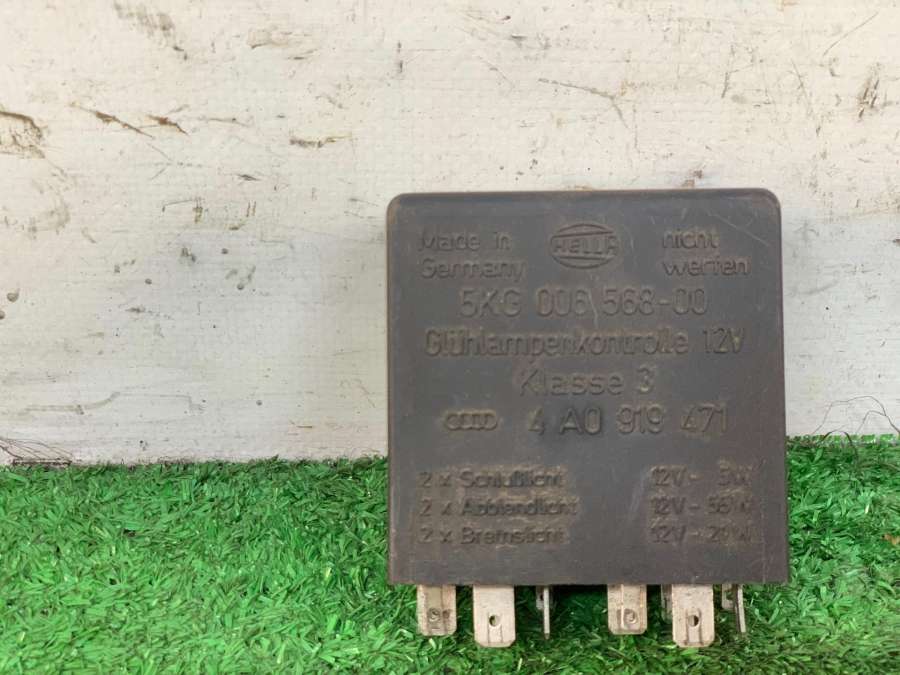 Made in HELLA nicht
Germany werfen
5KG 006 568-00
Glühlampenkontrolle 12V
Klasse 3
4 A0 919 471
2 x Schlußlicht 12V - 5W
2 x Abblendlicht 12V - 55W
2 x Bremslicht 12V - 21W